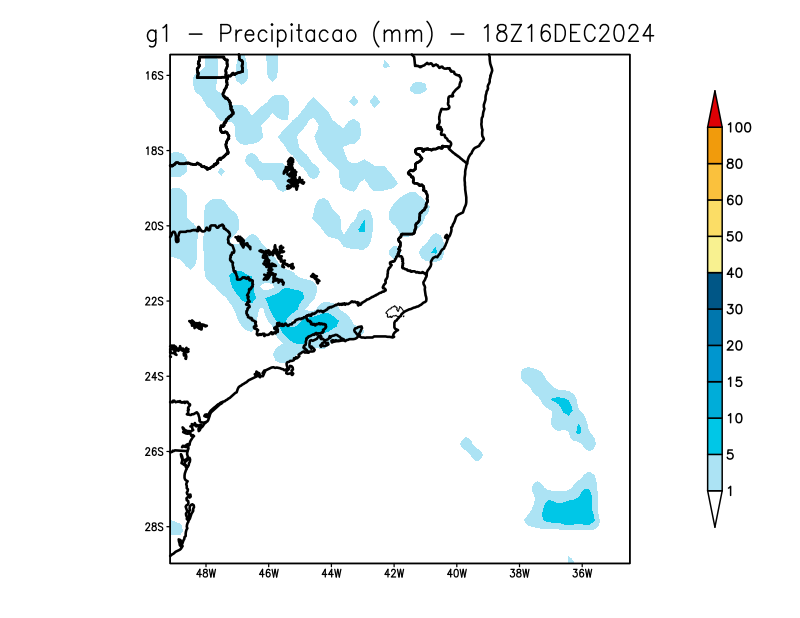 g1 – Precipitacao (mm) – 18Z16DEC2024
16S
18S
20S
22S
24S
26S
28S
48W 46W 44W 42W 40W 38W 36W
100
80
60
50
40
30
20
15
10
5
1